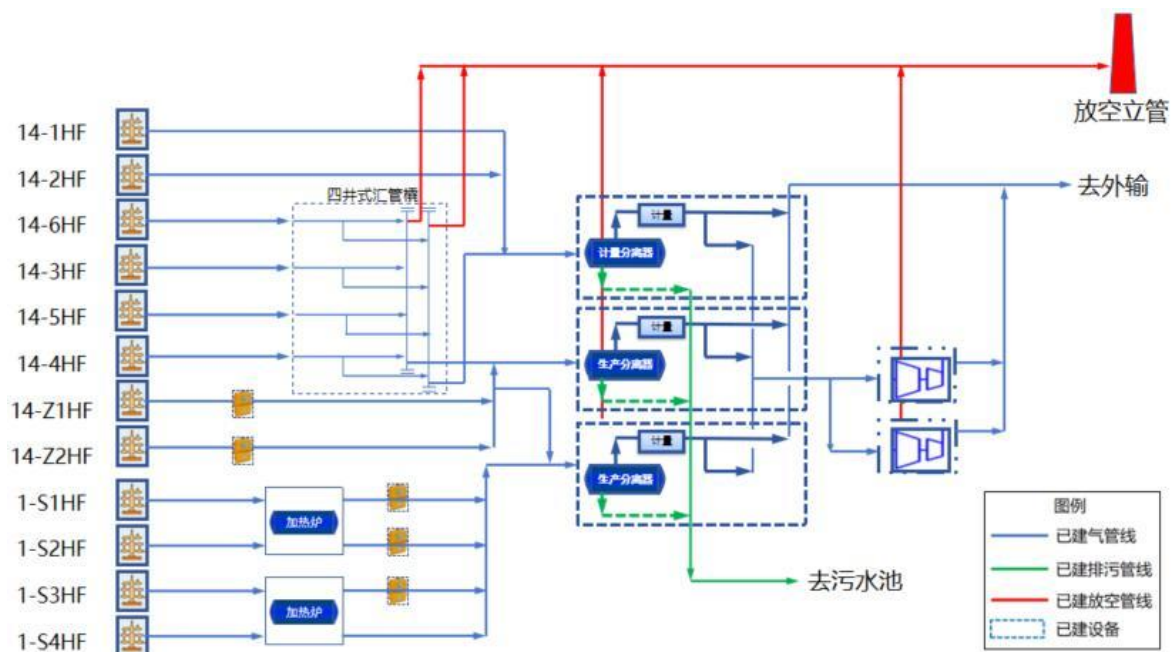 放空立管
14-1HF
14-2HF
去外输
四井式汇管橇
14-6HF
计量
计量分离器
14-3HF
14-5HF
计量
14-4HF
生产分离器
14-Z1HF
14-Z2HF
计量
生产分离器
1-S1HF
加热炉
1-S2HF
1-S3HF
加热炉
1-S4HF
去污水池
图例
已建气管线
已建排污管线
已建放空管线
已建设备